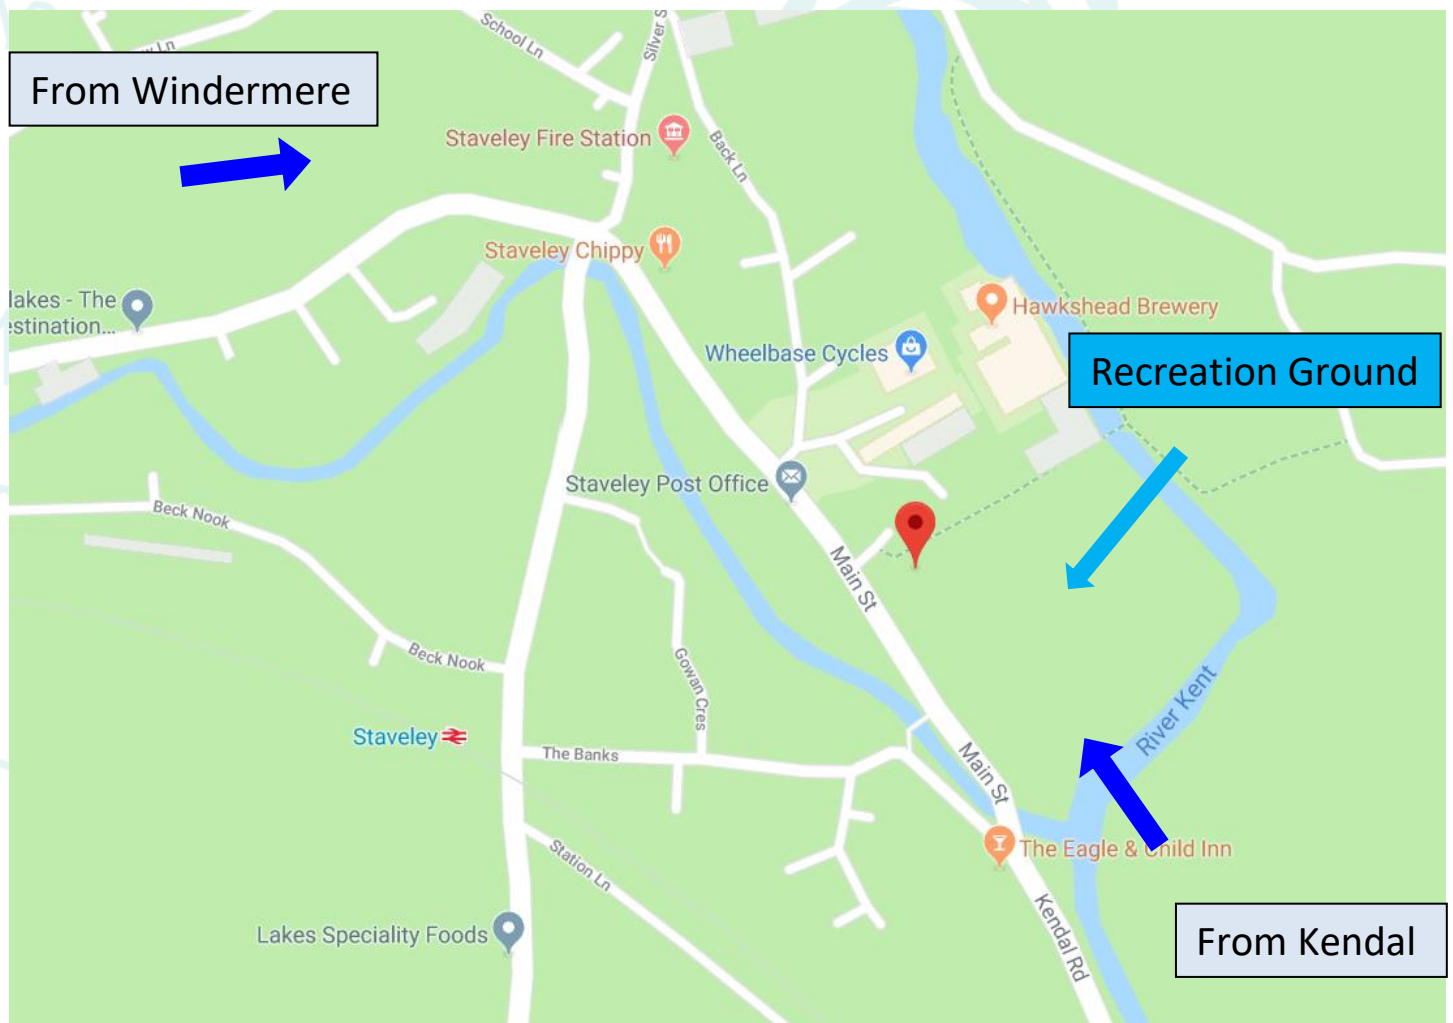 School Ln
Silver S
w Ln
From Windermere
Staveley Fire Station
Back Ln
Staveley Chippy
lakes - The
estination...
Hawkshead Brewery
Wheelbase Cycles
Recreation Ground
Staveley Post Office
Beck Nook
Main St
Beck Nook
Gowan Cres
River Kent
Staveley
The Banks
Main St
The Eagle & Child Inn
Station Ln
Kendal Rd
Lakes Speciality Foods
From Kendal